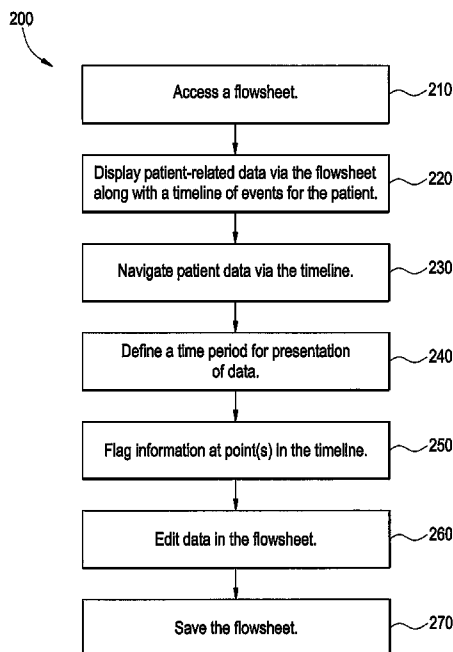 200
Access a flowsheet.
210
Display patient-related data via the flowsheet
along with a timeline of events for the patient.
220
Navigate patient data via the timeline.
230
Define a time period for presentation
of data.
240
Flag information at point(s) in the timeline.
250
Edit data in the flowsheet.
260
Save the flowsheet.
270